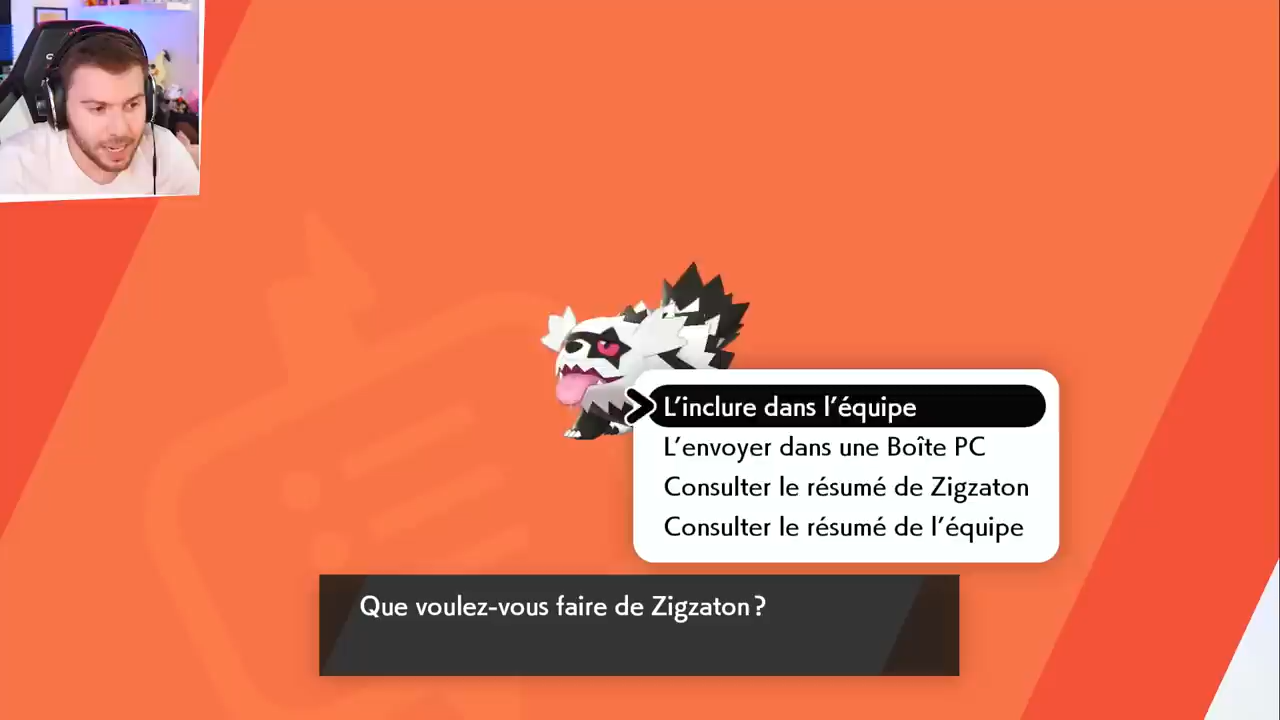 L'inclure dans l'équipe
L'envoyer dans une Boîte PC
Consulter le résumé de Zigzaton
Consulter le résumé de l'équipe
Que voulez-vous faire de Zigzaton ?